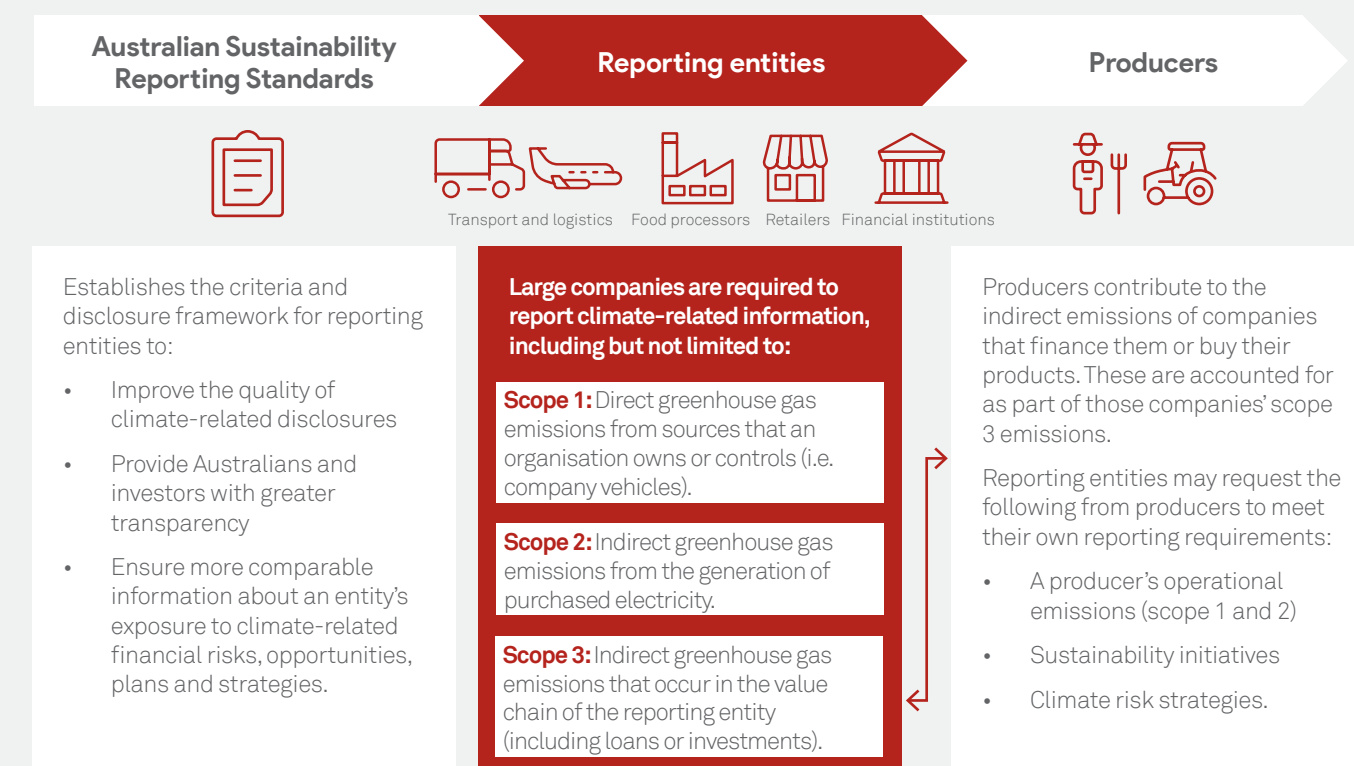 Australian Sustainability
Reporting Standards
Reporting entities
Producers
Transport and logistics
Food processors
Retailers
Financial institutions
Establishes the criteria and
disclosure framework for reporting
entities to:
• Improve the quality of
climate-related disclosures
• Provide Australians and
investors with greater
transparency
• Ensure more comparable
information about an entity's
exposure to climate-related
financial risks, opportunities,
plans and strategies.
Large companies are required to
report climate-related information,
including but not limited to:
Scope 1: Direct greenhouse gas
emissions from sources that an
organisation owns or controls (i.e.
company vehicles).
Scope 2: Indirect greenhouse gas
emissions from the generation of
purchased electricity.
Scope 3: Indirect greenhouse gas
emissions that occur in the value
chain of the reporting entity
(including loans or investments).
Producers contribute to the
indirect emissions of companies
that finance them or buy their
products. These are accounted for
as part of those companies' scope
3 emissions.
Reporting entities may request the
following from producers to meet
their own reporting requirements:
• A producer's operational
emissions (scope 1 and 2)
• Sustainability initiatives
• Climate risk strategies.